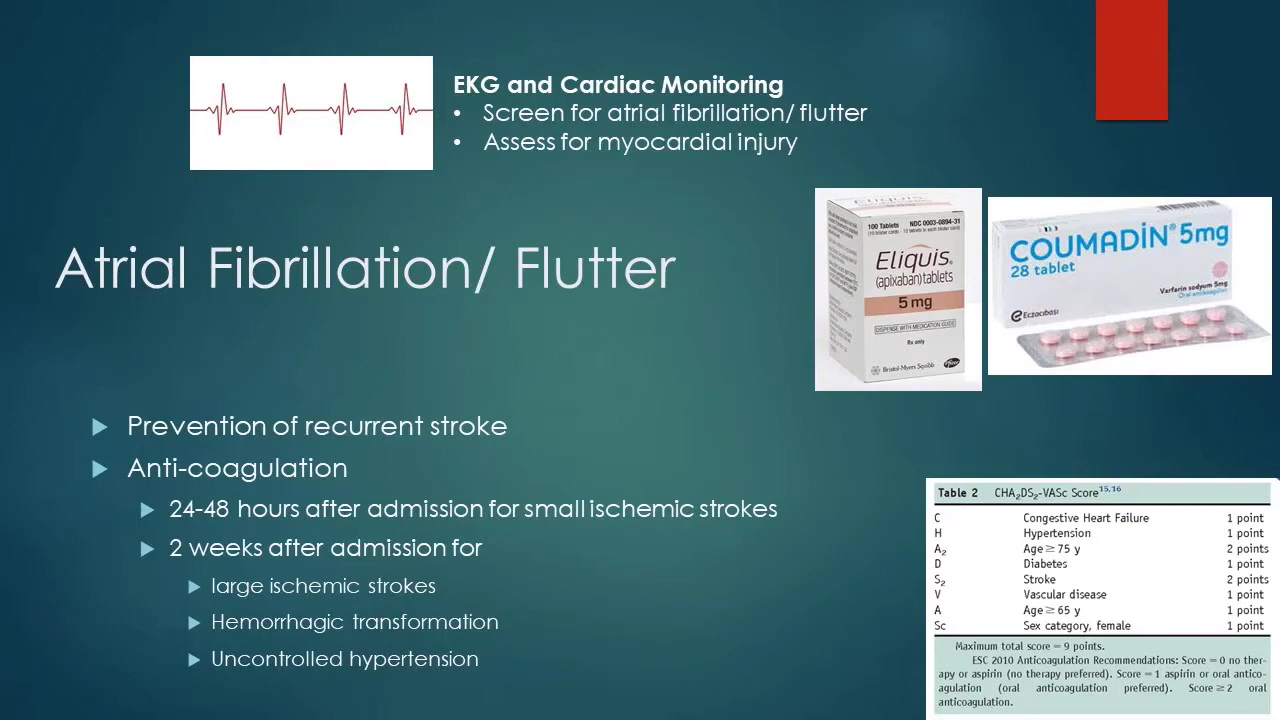 EKG and Cardiac Monitoring
• Screen for atrial fibrillation/ flutter
• Assess for myocardial injury
Atrial Fibrillation/ Flutter
100 Tablets NDC 0003-0894-31
Eliquis®
(apixaban) tablets
5 mg
DISPENSE WITH MEDICATION GUIDE
Rx only
Bristol-Myers Squibb Pfizer
COUMADİN® 5mg
28 tablet
Varfarin sodyum 5mg
Oral antikoagülan
Eczacıbaşı
Prevention of recurrent stroke
Anti-coagulation
24-48 hours after admission for small ischemic strokes
2 weeks after admission for
large ischemic strokes
Hemorrhagic transformation
Uncontrolled hypertension
Table 2 CHA₂DS₂-VASc Score15,16
C Congestive Heart Failure 1 point
H Hypertension 1 point
A₂ Age ≥ 75 y 2 points
D Diabetes 1 point
S₂ Stroke 2 points
V Vascular disease 1 point
A Age ≥ 65 y 1 point
Sc Sex category, female 1 point
Maximum total score = 9 points.
ESC 2010 Anticoagulation Recommendations: Score = 0 no ther-
apy or aspirin (no therapy preferred). Score = 1 aspirin or oral antico-
agulation (oral anticoagulation preferred). Score ≥ 2 oral
anticoagulation.